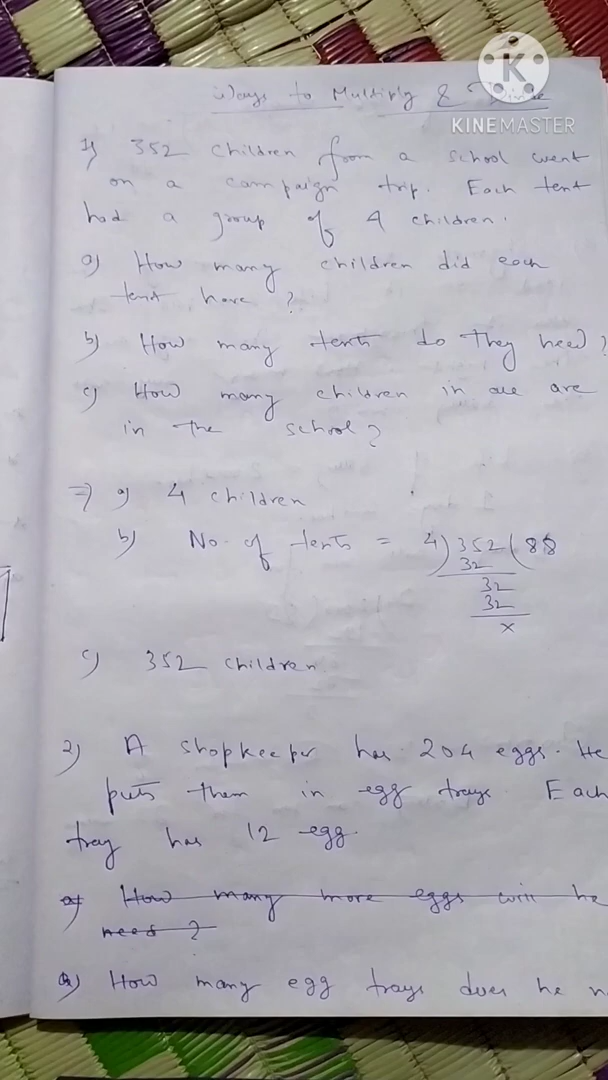 K
KINEMASTER
Ways to Multiply & Divide
1) 352 children from a school went
on a campaign trip. Each tent
had a group of 4 children.
a) How many children did each
tent have ?
b) How many tents do they need ?
c) How many children in all are
in the school ?
⇒ a) 4 children
b) No. of tents = 4) 352 ( 88
32
32
32
x
c) 352 children
2) A shopkeeper has 204 eggs. He
puts them in egg trays. Each
tray has 12 egg.
a) How many more eggs will he
need ?
a) How many egg trays does he n